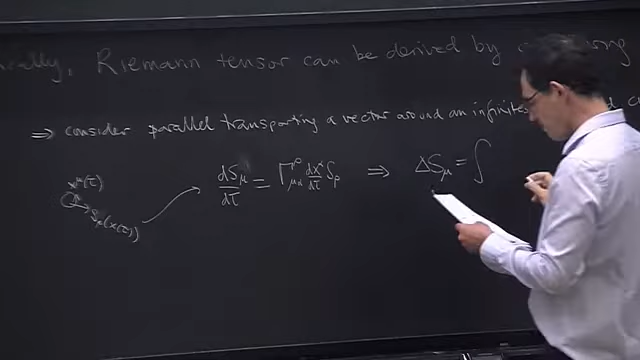 Riemann tensor can be derived by
⇒ consider parallel transporting a vector around an infinites
x^μ(τ)
S_μ(x(τ))
dS_μ/dτ = Γ^ρ_μλ dx^λ/dτ S_ρ ⇒ ΔS_μ = ∫